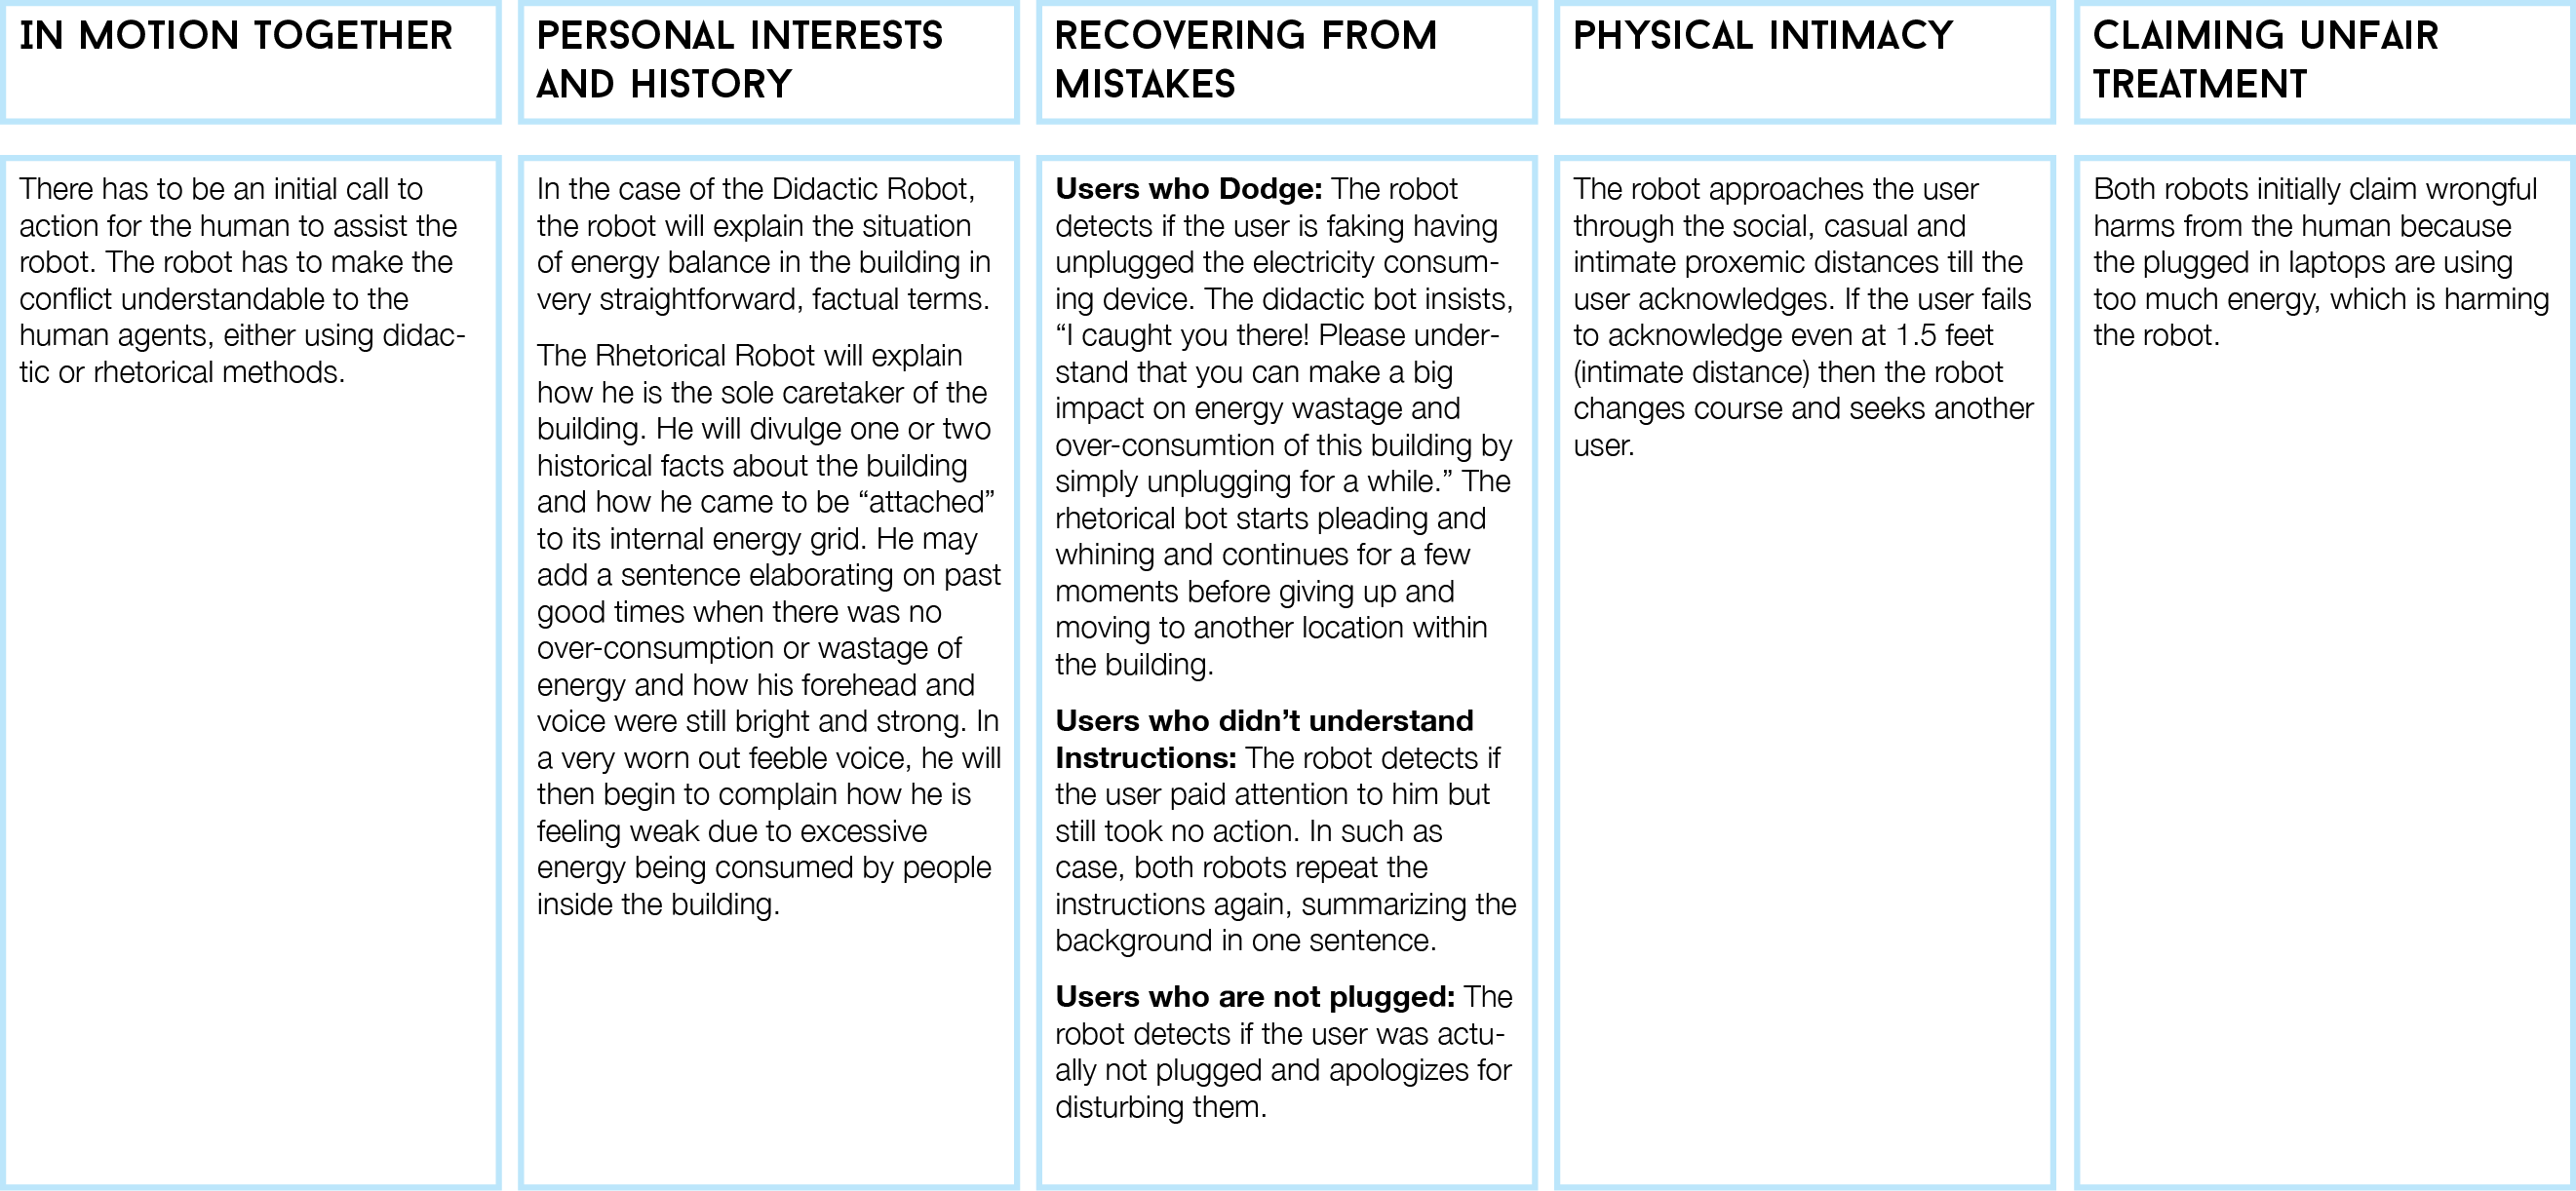 IN MOTION TOGETHER
There has to be an initial call to
action for the human to assist the
robot. The robot has to make the
conflict understandable to the
human agents, either using didac-
tic or rhetorical methods.
PERSONAL INTERESTS
AND HISTORY
In the case of the Didactic Robot,
the robot will explain the situation
of energy balance in the building in
very straightforward, factual terms.
The Rhetorical Robot will explain
how he is the sole caretaker of the
building. He will divulge one or two
historical facts about the building
and how he came to be “attached”
to its internal energy grid. He may
add a sentence elaborating on past
good times when there was no
over-consumption or wastage of
energy and how his forehead and
voice were still bright and strong. In
a very worn out feeble voice, he will
then begin to complain how he is
feeling weak due to excessive
energy being consumed by people
inside the building.
RECOVERING FROM
MISTAKES
Users who Dodge: The robot
detects if the user is faking having
unplugged the electricity consum-
ing device. The didactic bot insists,
“I caught you there! Please under-
stand that you can make a big
impact on energy wastage and
over-consumtion of this building by
simply unplugging for a while.” The
rhetorical bot starts pleading and
whining and continues for a few
moments before giving up and
moving to another location within
the building.
Users who didn’t understand
Instructions: The robot detects if
the user paid attention to him but
still took no action. In such as
case, both robots repeat the
instructions again, summarizing the
background in one sentence.
Users who are not plugged: The
robot detects if the user was actu-
ally not plugged and apologizes for
disturbing them.
PHYSICAL INTIMACY
The robot approaches the user
through the social, casual and
intimate proxemic distances till the
user acknowledges. If the user fails
to acknowledge even at 1.5 feet
(intimate distance) then the robot
changes course and seeks another
user.
CLAIMING UNFAIR
TREATMENT
Both robots initially claim wrongful
harms from the human because
the plugged in laptops are using
too much energy, which is harming
the robot.